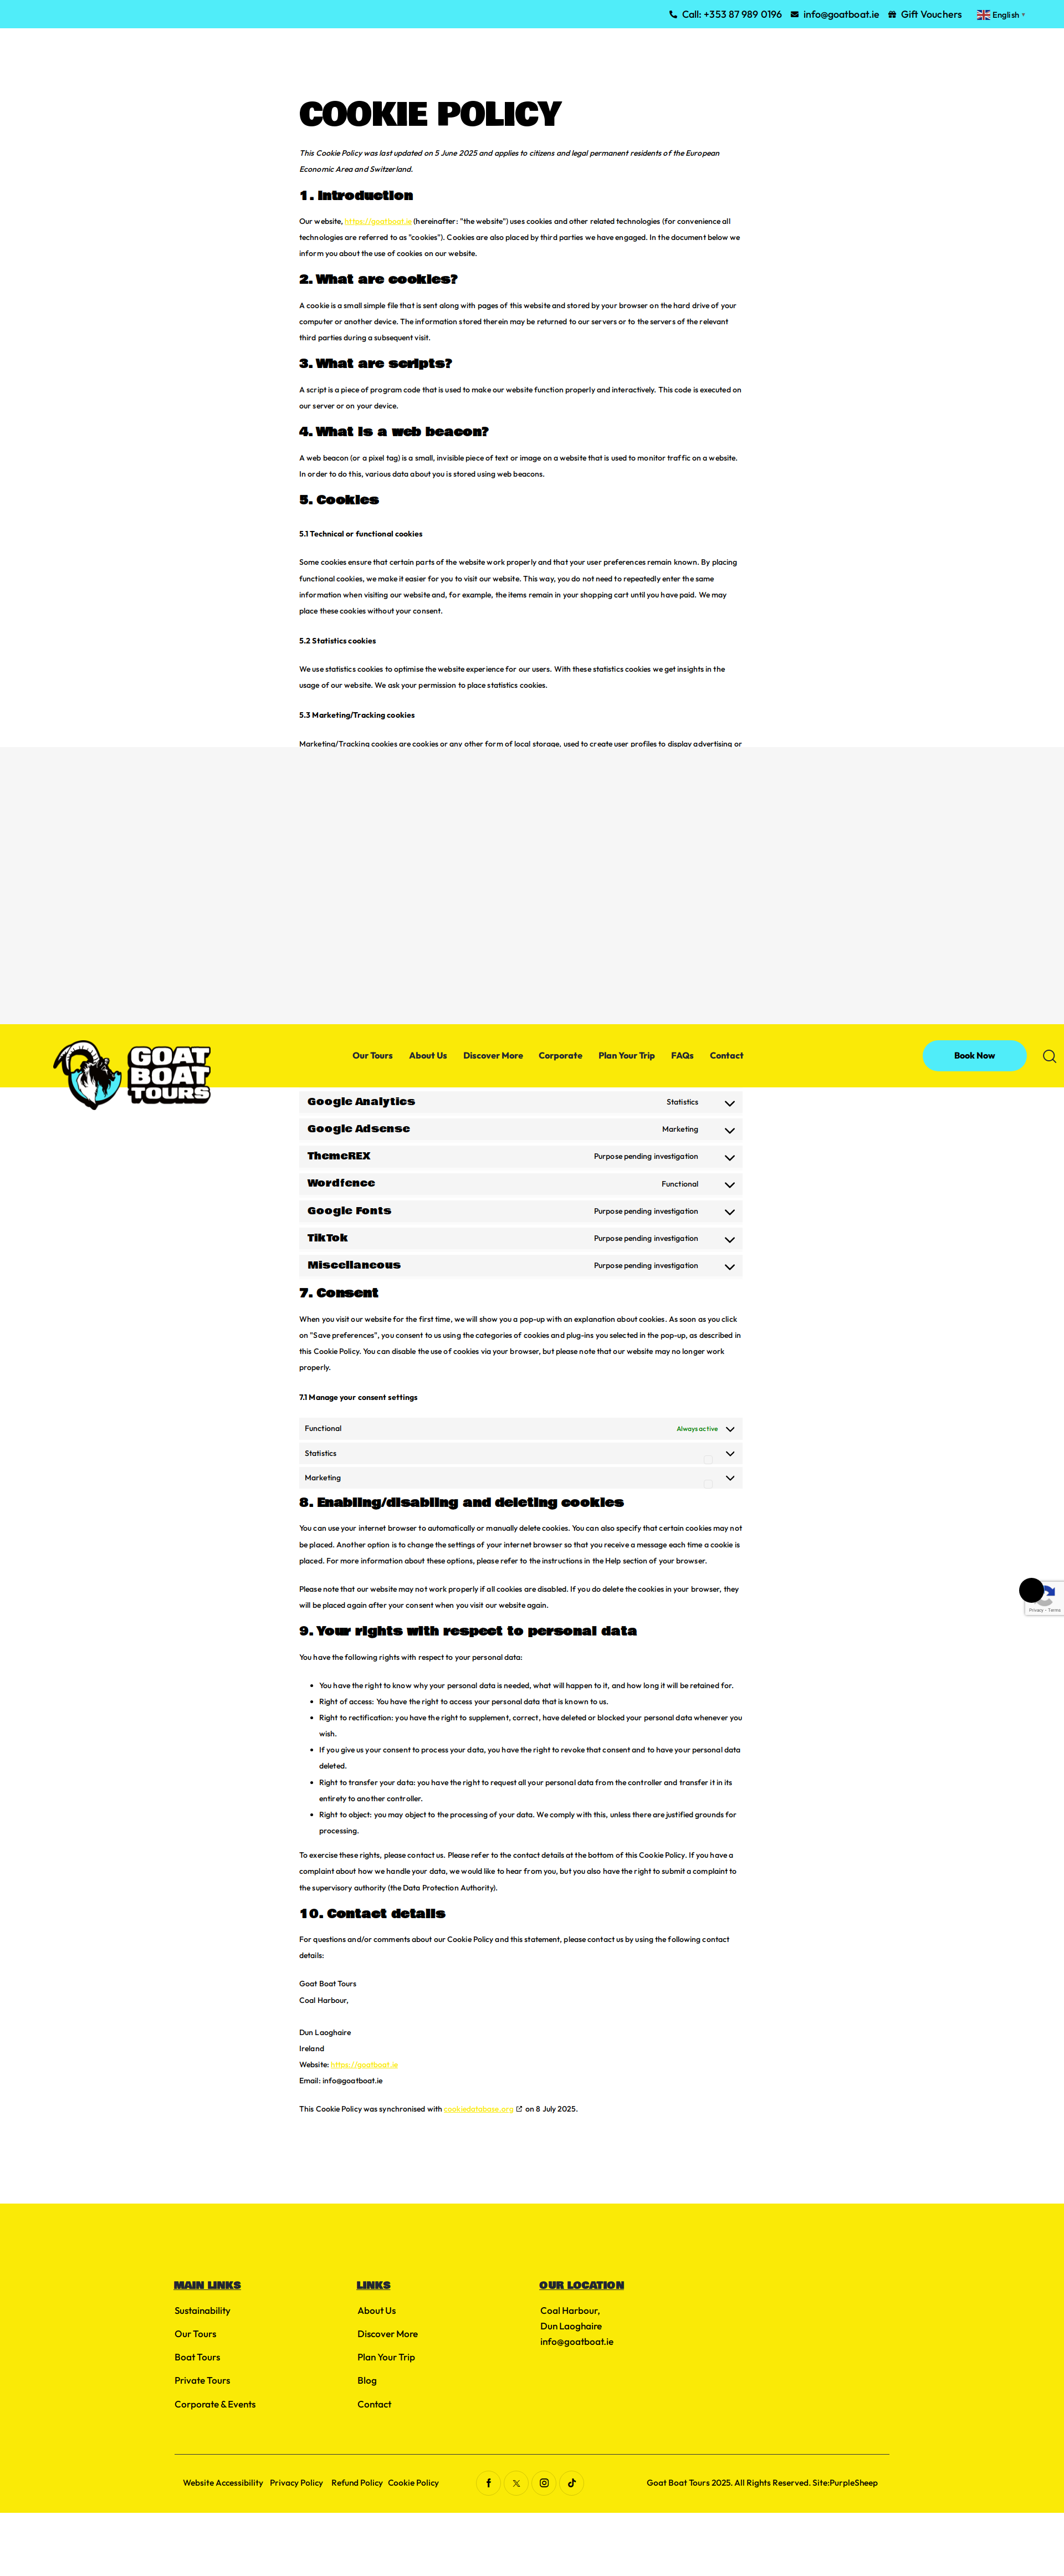 Call: +353 87 989 0196 info@goatboat.ie Gift Vouchers English ▼
COOKIE POLICY
This Cookie Policy was last updated on 5 June 2025 and applies to citizens and legal permanent residents of the European
Economic Area and Switzerland.
1. Introduction
Our website, https://goatboat.ie (hereinafter: "the website") uses cookies and other related technologies (for convenience all
technologies are referred to as "cookies"). Cookies are also placed by third parties we have engaged. In the document below we
inform you about the use of cookies on our website.
2. What are cookies?
A cookie is a small simple file that is sent along with pages of this website and stored by your browser on the hard drive of your
computer or another device. The information stored therein may be returned to our servers or to the servers of the relevant
third parties during a subsequent visit.
3. What are scripts?
A script is a piece of program code that is used to make our website function properly and interactively. This code is executed on
our server or on your device.
4. What is a web beacon?
A web beacon (or a pixel tag) is a small, invisible piece of text or image on a website that is used to monitor traffic on a website.
In order to do this, various data about you is stored using web beacons.
5. Cookies
5.1 Technical or functional cookies
Some cookies ensure that certain parts of the website work properly and that your user preferences remain known. By placing
functional cookies, we make it easier for you to visit our website. This way, you do not need to repeatedly enter the same
information when visiting our website and, for example, the items remain in your shopping cart until you have paid. We may
place these cookies without your consent.
5.2 Statistics cookies
We use statistics cookies to optimise the website experience for our users. With these statistics cookies we get insights in the
usage of our website. We ask your permission to place statistics cookies.
5.3 Marketing/Tracking cookies
Marketing/Tracking cookies are cookies or any other form of local storage, used to create user profiles to display advertising or
GOAT BOAT TOURS
Our Tours About Us Discover More Corporate Plan Your Trip FAQs Contact Book Now
Google Analytics Statistics
Google Adsense Marketing
ThemeREX Purpose pending investigation
Wordfence Functional
Google Fonts Purpose pending investigation
TikTok Purpose pending investigation
Miscellaneous Purpose pending investigation
7. Consent
When you visit our website for the first time, we will show you a pop-up with an explanation about cookies. As soon as you click
on "Save preferences", you consent to us using the categories of cookies and plug-ins you selected in the pop-up, as described in
this Cookie Policy. You can disable the use of cookies via your browser, but please note that our website may no longer work
properly.
7.1 Manage your consent settings
Functional Always active
Statistics
Marketing
8. Enabling/disabling and deleting cookies
You can use your internet browser to automatically or manually delete cookies. You can also specify that certain cookies may not
be placed. Another option is to change the settings of your internet browser so that you receive a message each time a cookie is
placed. For more information about these options, please refer to the instructions in the Help section of your browser.
Please note that our website may not work properly if all cookies are disabled. If you do delete the cookies in your browser, they
will be placed again after your consent when you visit our website again.
Privacy - Terms
9. Your rights with respect to personal data
You have the following rights with respect to your personal data:
• You have the right to know why your personal data is needed, what will happen to it, and how long it will be retained for.
• Right of access: You have the right to access your personal data that is known to us.
• Right to rectification: you have the right to supplement, correct, have deleted or blocked your personal data whenever you
wish.
• If you give us your consent to process your data, you have the right to revoke that consent and to have your personal data
deleted.
• Right to transfer your data: you have the right to request all your personal data from the controller and transfer it in its
entirety to another controller.
• Right to object: you may object to the processing of your data. We comply with this, unless there are justified grounds for
processing.
To exercise these rights, please contact us. Please refer to the contact details at the bottom of this Cookie Policy. If you have a
complaint about how we handle your data, we would like to hear from you, but you also have the right to submit a complaint to
the supervisory authority (the Data Protection Authority).
10. Contact details
For questions and/or comments about our Cookie Policy and this statement, please contact us by using the following contact
details:
Goat Boat Tours
Coal Harbour,
Dun Laoghaire
Ireland
Website: https://goatboat.ie
Email: info@goatboat.ie
This Cookie Policy was synchronised with cookiedatabase.org on 8 July 2025.
MAIN LINKS
Sustainability
Our Tours
Boat Tours
Private Tours
Corporate & Events
LINKS
About Us
Discover More
Plan Your Trip
Blog
Contact
OUR LOCATION
Coal Harbour,
Dun Laoghaire
info@goatboat.ie
Website Accessibility Privacy Policy Refund Policy Cookie Policy
Goat Boat Tours 2025. All Rights Reserved. Site:PurpleSheep